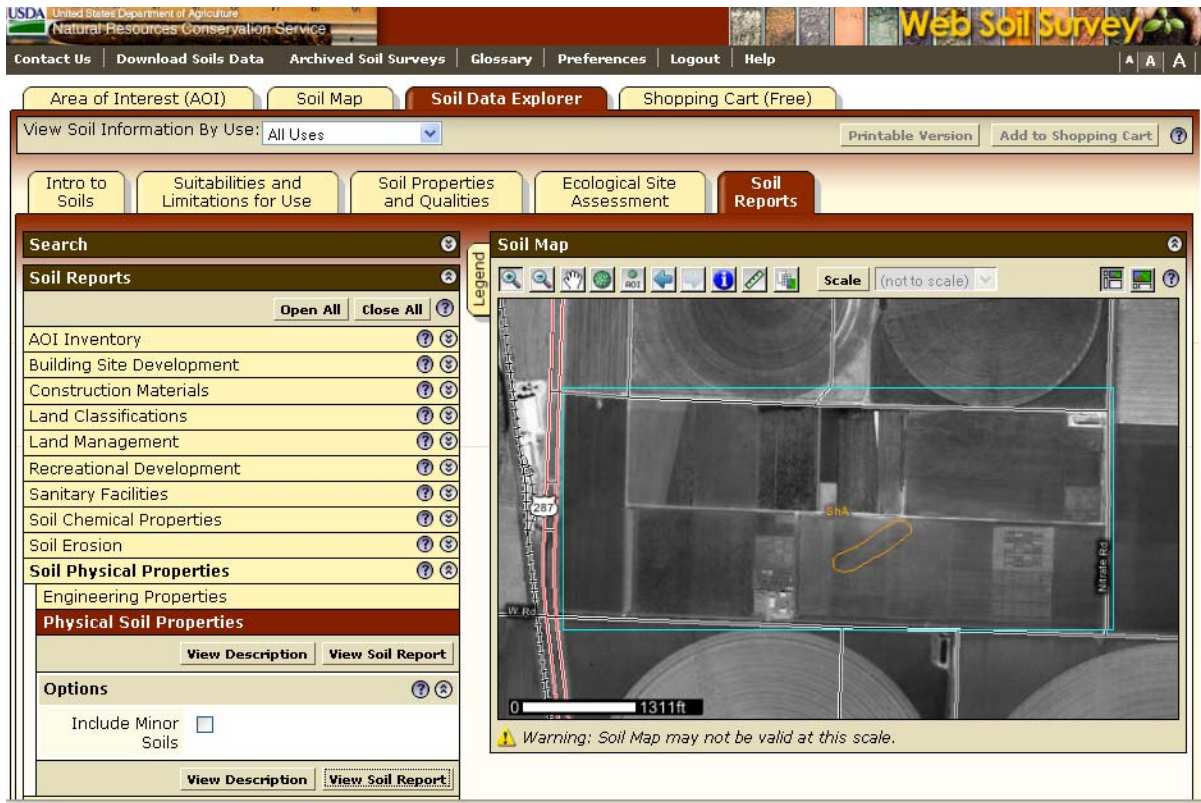 USDA United States Department of Agriculture
Natural Resources Conservation Service
Web Soil Survey
Contact Us Download Soils Data Archived Soil Surveys Glossary Preferences Logout Help A A A
Area of Interest (AOI) Soil Map Soil Data Explorer Shopping Cart (Free)
View Soil Information By Use: All Uses Printable Version Add to Shopping Cart ?
Intro to Soils
Suitabilities and Limitations for Use
Soil Properties and Qualities
Ecological Site Assessment
Soil Reports
Search
Soil Reports
Open All Close All ?
AOI Inventory ?
Building Site Development ?
Construction Materials ?
Land Classifications ?
Land Management ?
Recreational Development ?
Sanitary Facilities ?
Soil Chemical Properties ?
Soil Erosion ?
Soil Physical Properties ?
Engineering Properties
Physical Soil Properties
View Description View Soil Report
Options ?
Include Minor
Soils
View Description View Soil Report
Legend
Soil Map
AOI i Scale (not to scale) ?
287
ShA
Nitrate Rd
W Rd
0 1311ft
Warning: Soil Map may not be valid at this scale.